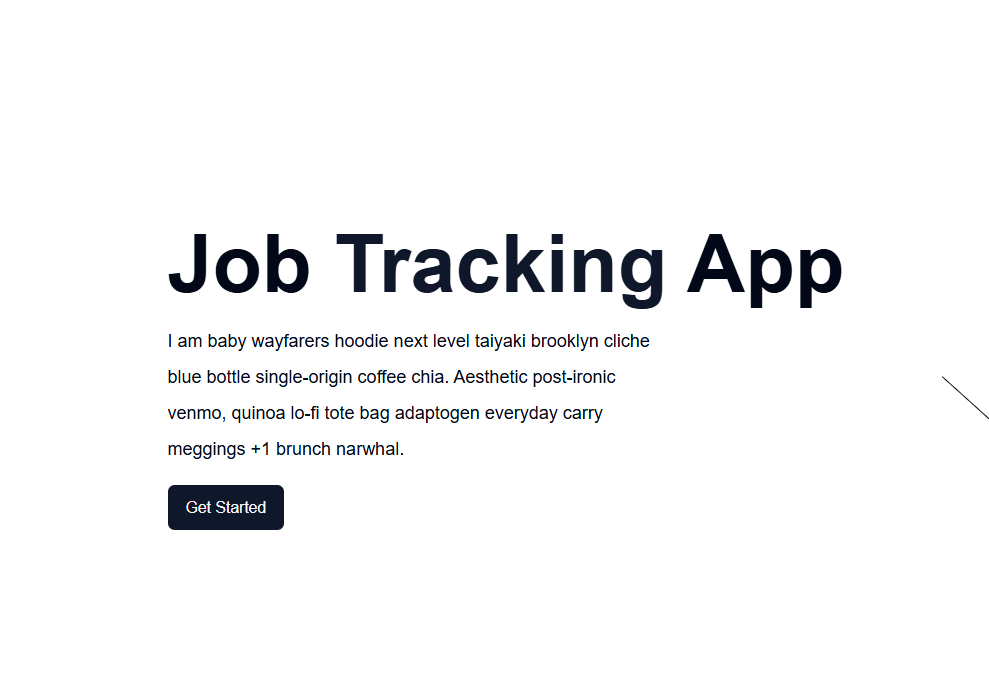 Job Tracking App
I am baby wayfarers hoodie next level taiyaki brooklyn cliche
blue bottle single-origin coffee chia. Aesthetic post-ironic
venmo, quinoa lo-fi tote bag adaptogen everyday carry
meggings +1 brunch narwhal.
Get Started